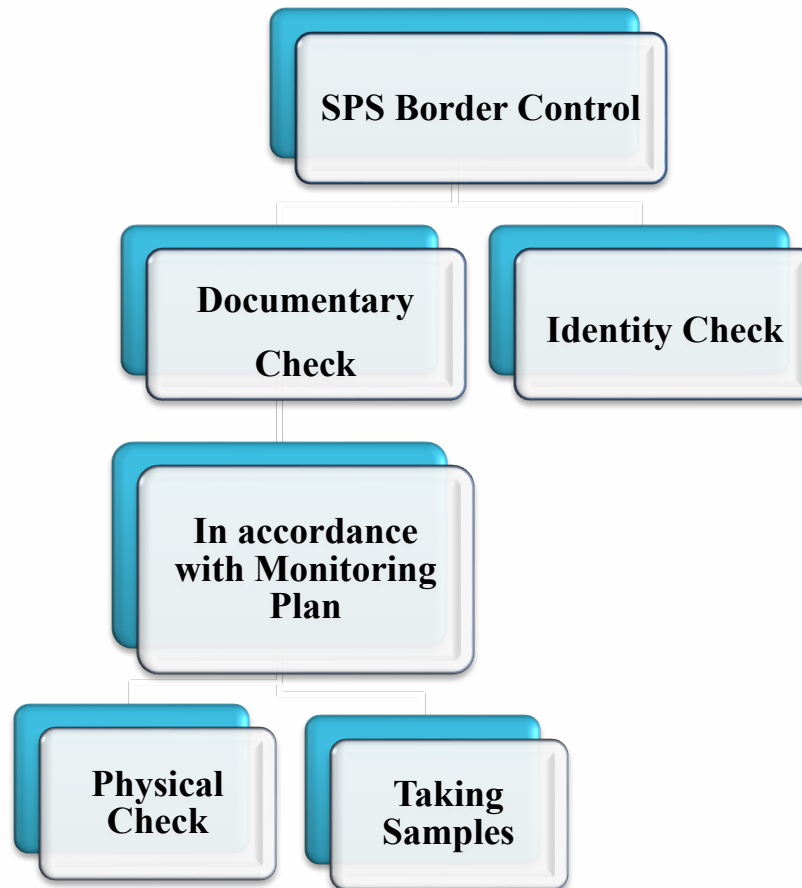 SPS Border Control
Documentary
Check
Identity Check
In accordance
with Monitoring
Plan
Physical
Check
Taking
Samples